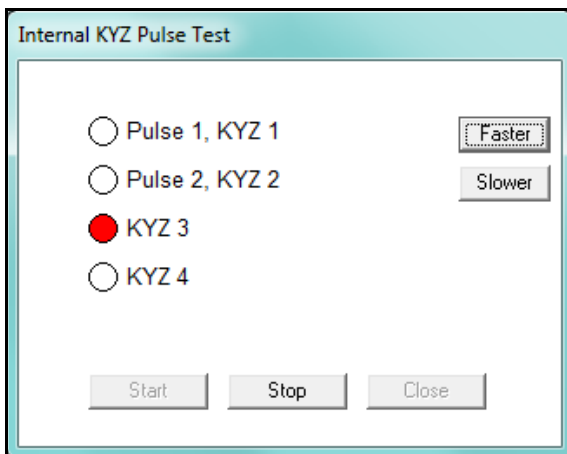 Internal KYZ Pulse Test
Pulse 1, KYZ 1
Faster
Pulse 2, KYZ 2
Slower
KYZ 3
KYZ 4
Start
Stop
Close